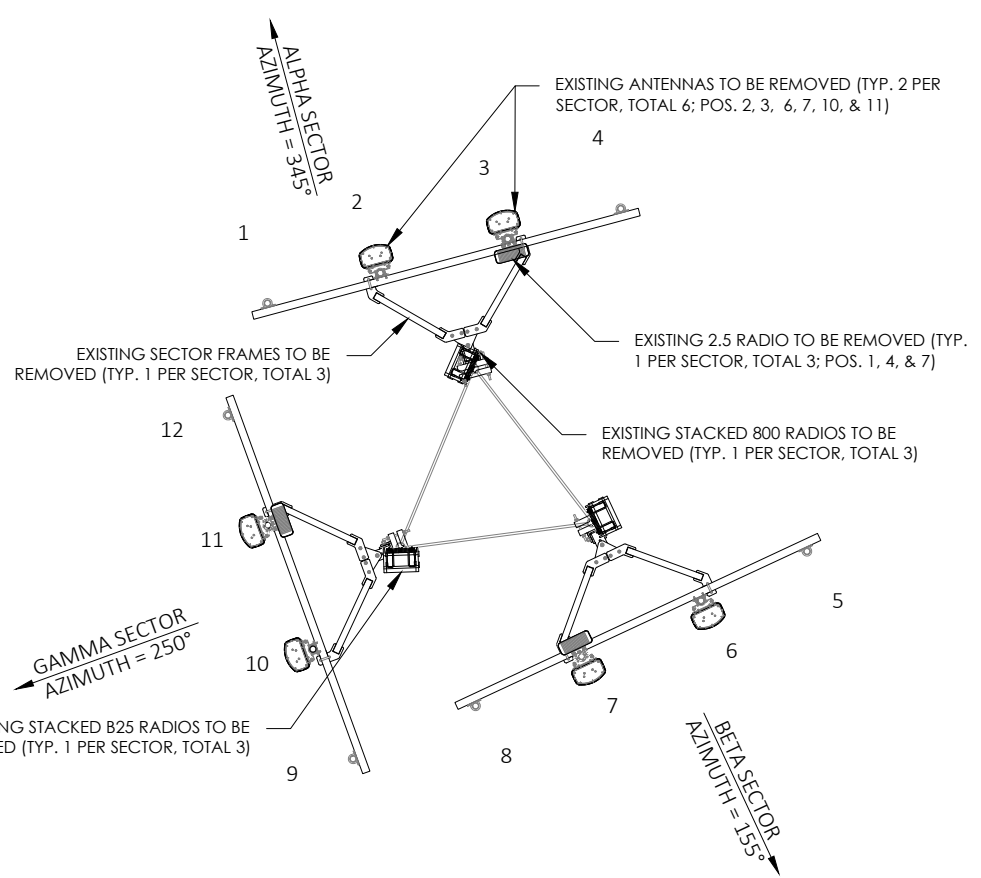 ALPHA SECTOR
AZIMUTH = 345°
EXISTING ANTENNAS TO BE REMOVED (TYP. 2 PER
SECTOR, TOTAL 6; POS. 2, 3, 6, 7, 10, & 11)
4
3
2
1
EXISTING 2.5 RADIO TO BE REMOVED (TYP.
1 PER SECTOR, TOTAL 3; POS. 1, 4, & 7)
EXISTING SECTOR FRAMES TO BE
REMOVED (TYP. 1 PER SECTOR, TOTAL 3)
EXISTING STACKED 800 RADIOS TO BE
REMOVED (TYP. 1 PER SECTOR, TOTAL 3)
12
11
10
9
GAMMA SECTOR
AZIMUTH = 250°
NG STACKED B25 RADIOS TO BE
ED (TYP. 1 PER SECTOR, TOTAL 3)
5
6
7
8
BETA SECTOR
AZIMUTH = 155°